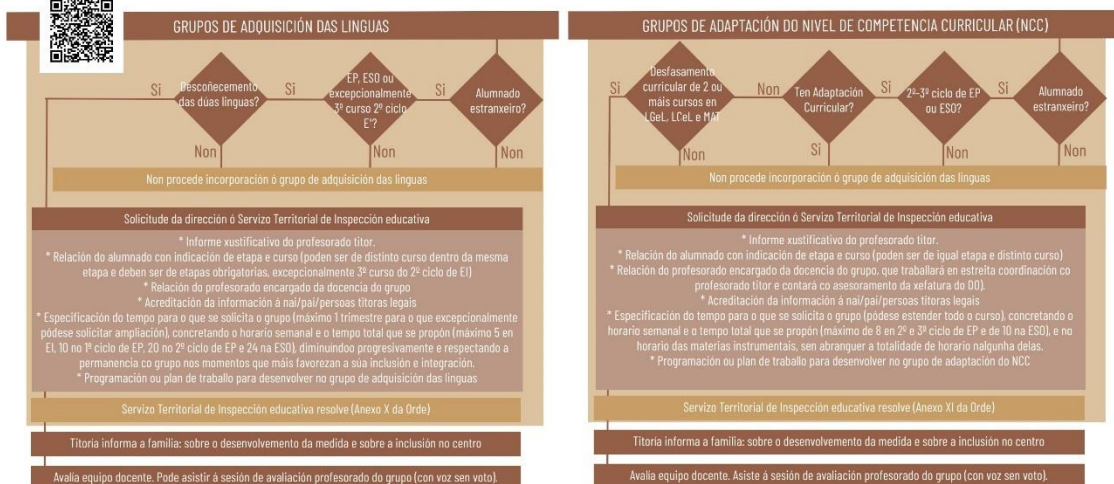 GRUPOS DE ADQUISICIÓN DAS LINGUAS
Si
Descoñecemento
das dúas linguas?
Si
EP, ESO ou
excepcionalmente
3º curso 2º ciclo
E'?
Si
Alumnado
estranxeiro?
Non
Non
Non
Non procede incorporación ó grupo de adquisición das linguas
Solicitude da dirección ó Servizo Territorial de Inspección educativa
* Informe xustificativo do profesorado titor.
* Relación do alumnado con indicación de etapa e curso (poden ser de distinto curso dentro da mesma
etapa e deben ser de etapas obrigatorias, excepcionalmente 3º curso do 2º ciclo de EI)
* Relación do profesorado encargado da docencia do grupo
* Acreditación da información á nai/pai/persoas titoras legais
* Especificación do tempo para o que se solicita o grupo (máximo 1 trimestre para o que excepcionalmente
pódese solicitar ampliación), concretando o horario semanal e o tempo total que se propón (máximo 5 en
EI, 10 no 1º ciclo de EP, 20 no 2º ciclo de EP e 24 na ESO), diminuíndo progresivamente e respectando a
permanencia co grupo nos momentos que máis favorezan a súa inclusión e integración.
* Programación ou plan de traballo para desenvolver no grupo de adquisición das linguas
Servizo Territorial de Inspección educativa resolve (Anexo X da Orde)
Titoría informa a familia: sobre o desenvolvemento da medida e sobre a inclusión no centro
Avalía equipo docente. Pode asistir á sesión de avaliación profesorado do grupo (con voz sen voto).
GRUPOS DE ADAPTACIÓN DO NIVEL DE COMPETENCIA CURRICULAR (NCC)
Si
Desfasamento
curricular de 2 ou
máis cursos en
LGeL, LCeL e MAT
Non
Ten Adaptación
Curricular?
Si
2º-3º ciclo de EP
ou ESO?
Si
Alumnado
estranxeiro?
Non
Si
Non
Non
Non procede incorporación ó grupo de adquisición das linguas
Solicitude da dirección ó Servizo Territorial de Inspección educativa
* Informe xustificativo do profesorado titor.
* Relación do alumnado con indicación de etapa e curso (poden ser de igual etapa e distinto curso)
* Relación do profesorado encargado da docencia do grupo, que traballará en estreita coordinación co
profesorado titor e contará co asesoramento da xefatura do DO).
* Acreditación da información á nai/pai/persoas titoras legais
* Especificación do tempo para o que se solicita o grupo (pódese estender todo o curso), concretando o
horario semanal e o tempo total que se propón (máximo de 8 en 2º e 3º ciclo de EP e de 10 na ESO), e no
horario das materias instrumentais, sen abranguer a totalidade de horario nalgunha delas.
* Programación ou plan de traballo para desenvolver no grupo de adaptación do NCC
Servizo Territorial de Inspección educativa resolve (Anexo XI da Orde)
Titoría informa a familia: sobre o desenvolvemento da medida e sobre a inclusión no centro
Avalía equipo docente. Asiste á sesión de avaliación profesorado do grupo (con voz sen voto).